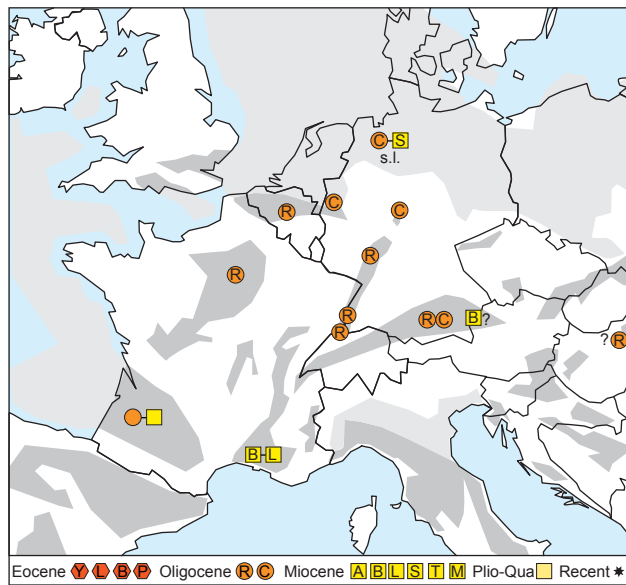 C S
s.l.
C
R
C
R
R
R
R C B ?
R
? R
B L
Eocene Y L B P Oligocene R C Miocene A B L S T M Plio-Qua Recent